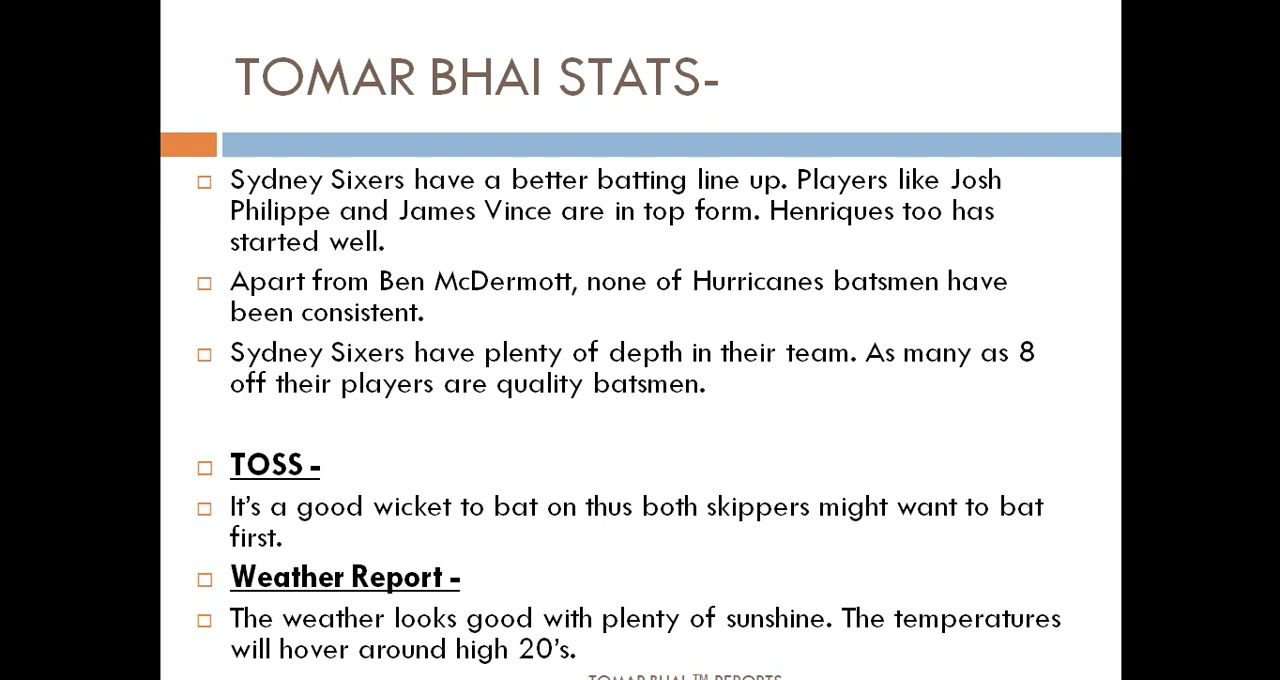 TOMAR BHAI STATS-
Sydney Sixers have a better batting line up. Players like Josh
Philippe and James Vince are in top form. Henriques too has
started well.
Apart from Ben McDermott, none of Hurricanes batsmen have
been consistent.
Sydney Sixers have plenty of depth in their team. As many as 8
off their players are quality batsmen.
TOSS -
It's a good wicket to bat on thus both skippers might want to bat
first.
Weather Report -
The weather looks good with plenty of sunshine. The temperatures
will hover around high 20's.
TOMAR BHAI ™ REPORTS